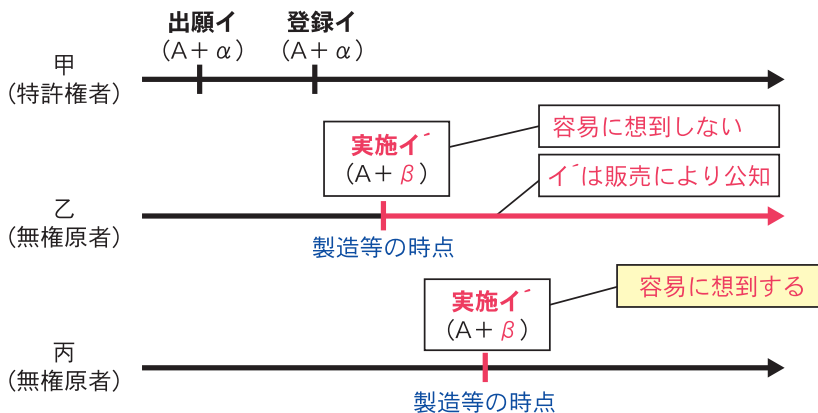 出願イ 登録イ
(A+α) (A+α)
甲
(特許権者)
実施イ´
(A+β)
容易に想到しない
イ´は販売により公知
乙
(無権原者)
製造等の時点
実施イ´
(A+β)
容易に想到する
丙
(無権原者)
製造等の時点